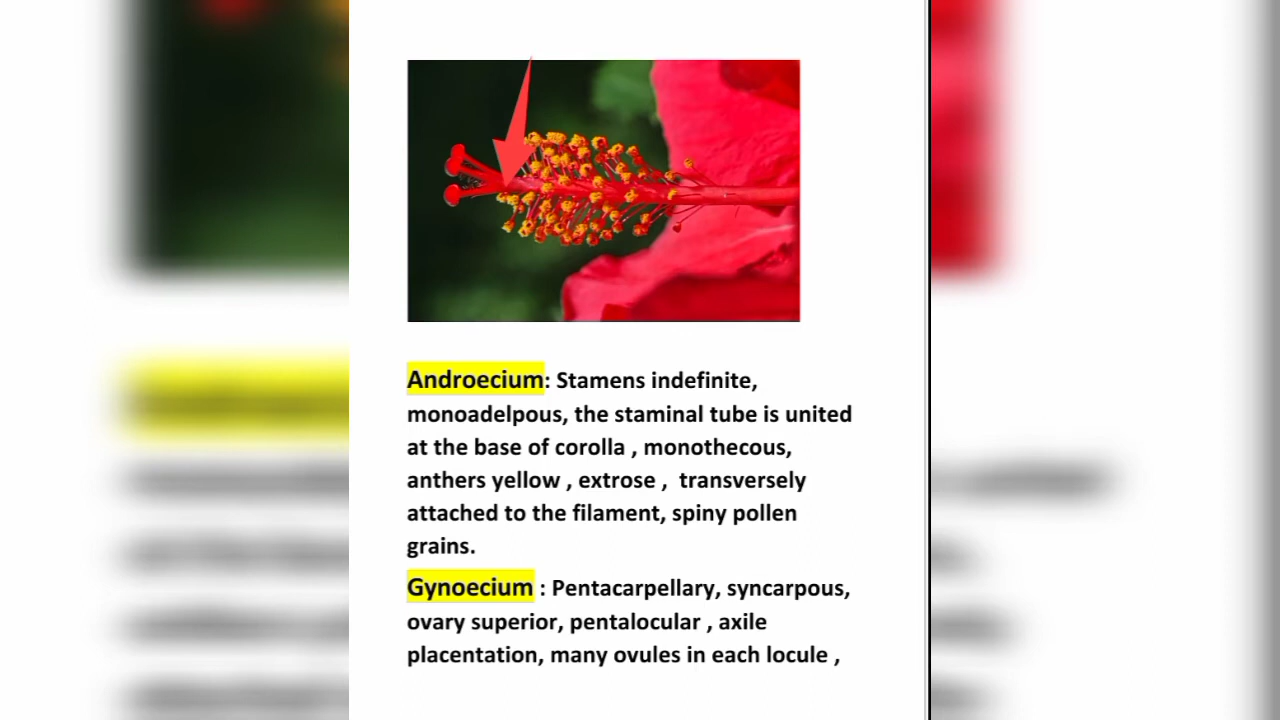 Androecium: Stamens indefinite,
monoadelpous, the staminal tube is united
at the base of corolla , monothecous,
anthers yellow , extrose , transversely
attached to the filament, spiny pollen
grains.
Gynoecium : Pentacarpellary, syncarpous,
ovary superior, pentalocular , axile
placentation, many ovules in each locule ,